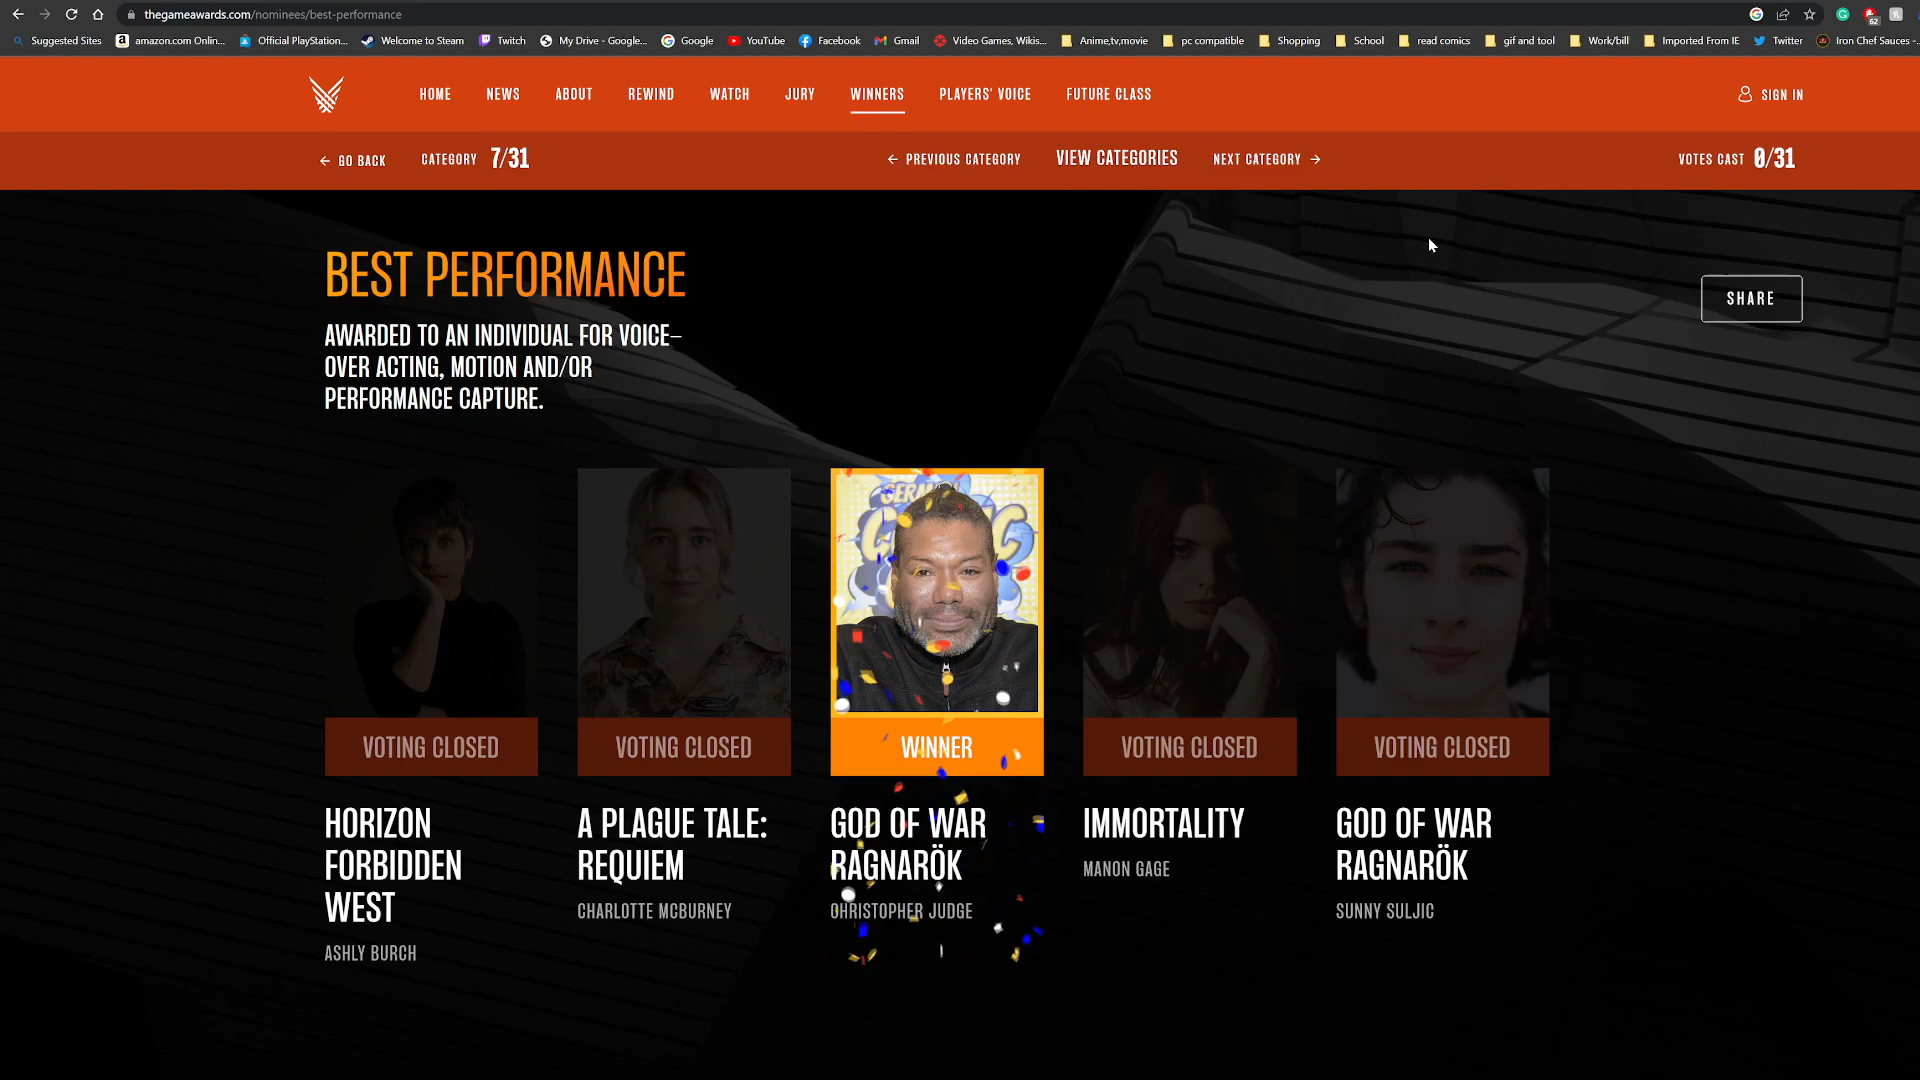 thegameawards.com/nominees/best-performance
62
Suggested Sites
amazon.com Onlin...
Official PlayStation...
Welcome to Steam
Twitch
My Drive - Google...
Google
YouTube
Facebook
Gmail
Video Games, Wikis...
Anime,tv,movie
pc compatible
Shopping
School
read comics
gif and tool
Work/bill
Imported From IE
Twitter
Iron Chef Sauces -...
HOME
NEWS
ABOUT
REWIND
WATCH
JURY
WINNERS
PLAYERS' VOICE
FUTURE CLASS
SIGN IN
GO BACK
CATEGORY 7/31
PREVIOUS CATEGORY
VIEW CATEGORIES
NEXT CATEGORY
VOTES CAST 0/31
BEST PERFORMANCE
AWARDED TO AN INDIVIDUAL FOR VOICE-
OVER ACTING, MOTION AND/OR
PERFORMANCE CAPTURE.
SHARE
VOTING CLOSED
HORIZON
FORBIDDEN
WEST
ASHLY BURCH
VOTING CLOSED
A PLAGUE TALE:
REQUIEM
CHARLOTTE MCBURNEY
WINNER
GOD OF WAR
RAGNARÖK
CHRISTOPHER JUDGE
VOTING CLOSED
IMMORTALITY
MANON GAGE
VOTING CLOSED
GOD OF WAR
RAGNARÖK
SUNNY SULJIC